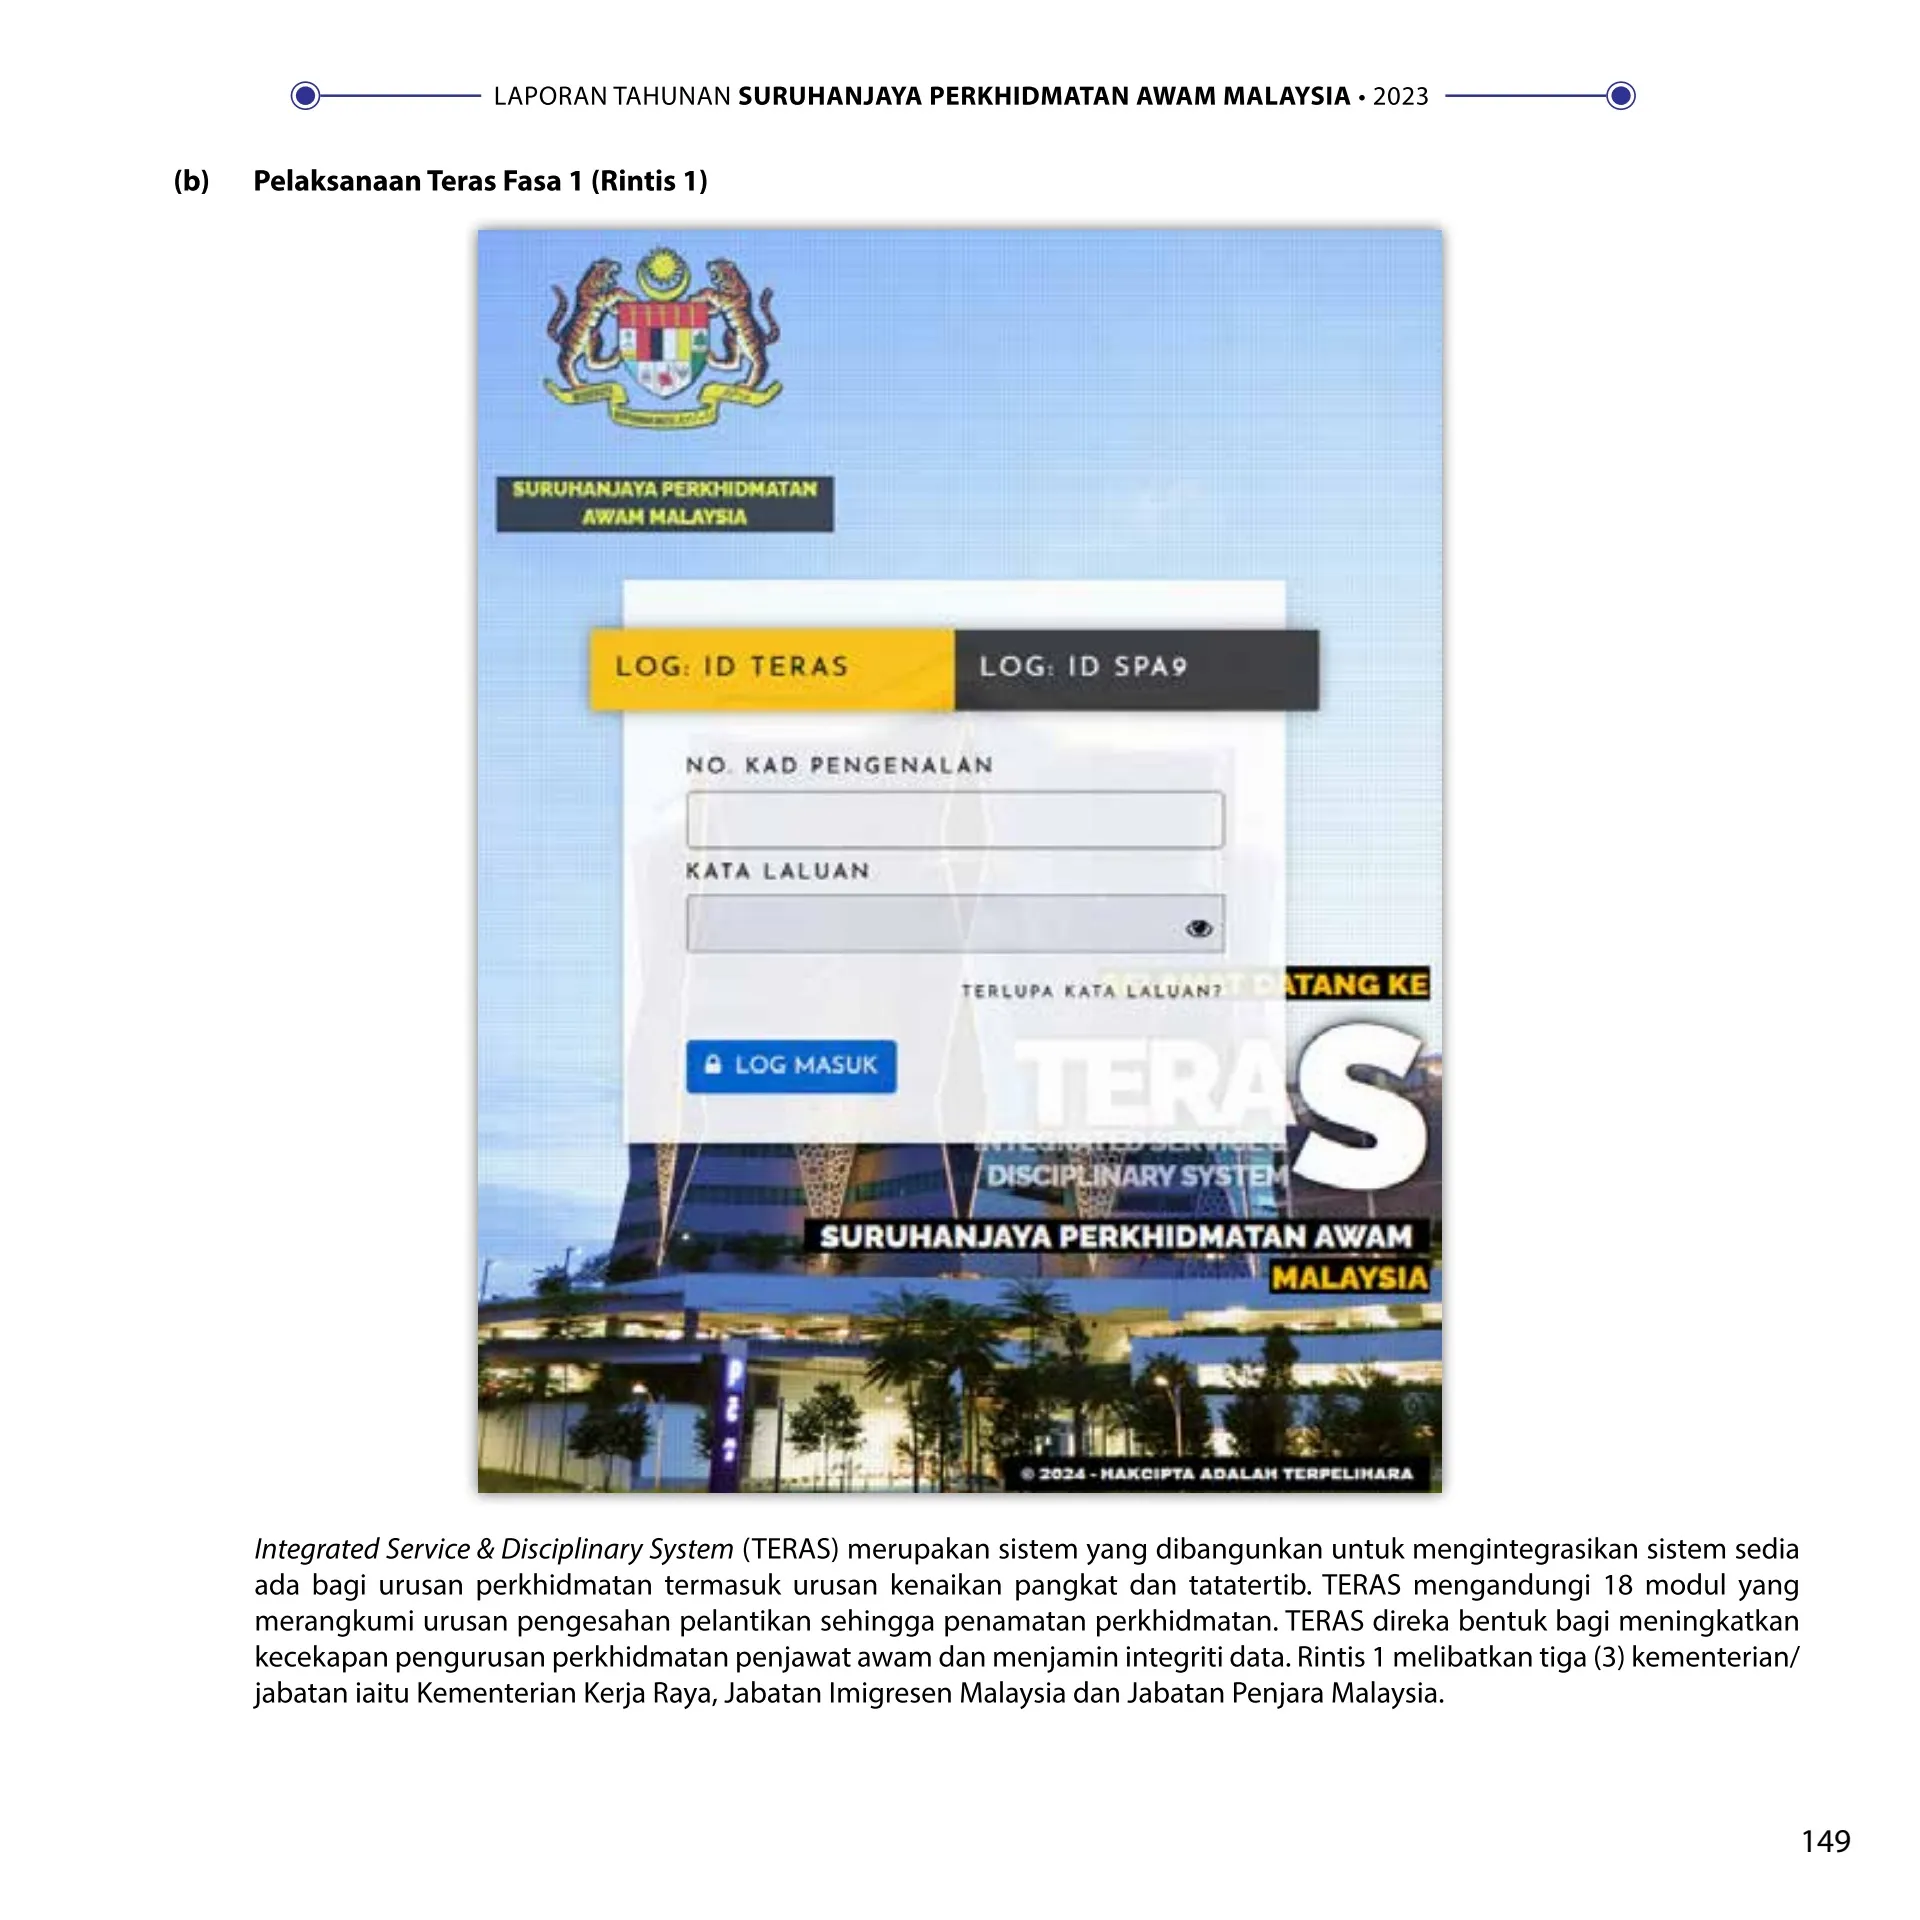 LAPORAN TAHUNAN SURUHANJAYA PERKHIDMATAN AWAM MALAYSIA • 2023
(b) Pelaksanaan Teras Fasa 1 (Rintis 1)
SURUHANJAYA PERKHIDMATAN
AWAM MALAYSIA
LOG: ID TERAS
LOG: ID SPA9
NO. KAD PENGENALAN
KATA LALUAN
TERLUPA KATA LALUAN?
LOG MASUK
DATANG KE
TERAS
INTEGRATED SERVICE &
DISCIPLINARY SYSTEM
SURUHANJAYA PERKHIDMATAN AWAM
MALAYSIA
© 2024 - HAKCIPTA ADALAH TERPELIHARA
Integrated Service & Disciplinary System (TERAS) merupakan sistem yang dibangunkan untuk mengintegrasikan sistem sedia
ada bagi urusan perkhidmatan termasuk urusan kenaikan pangkat dan tatatertib. TERAS mengandungi 18 modul yang
merangkumi urusan pengesahan pelantikan sehingga penamatan perkhidmatan. TERAS direka bentuk bagi meningkatkan
kecekapan pengurusan perkhidmatan penjawat awam dan menjamin integriti data. Rintis 1 melibatkan tiga (3) kementerian/
jabatan iaitu Kementerian Kerja Raya, Jabatan Imigresen Malaysia dan Jabatan Penjara Malaysia.
149